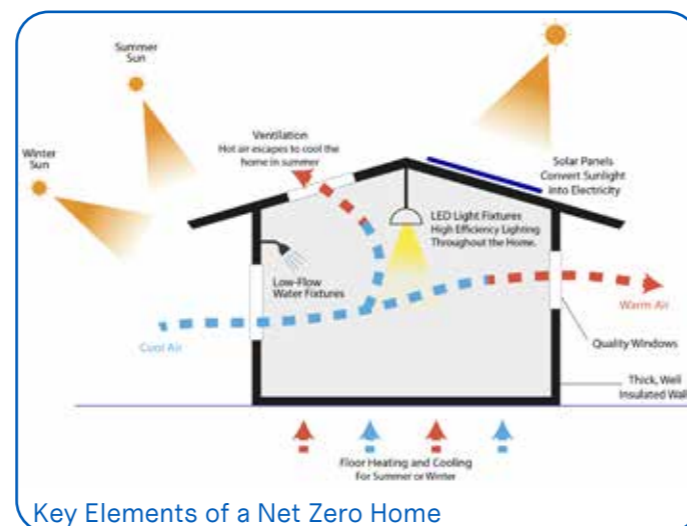 Summer
Sun
Winter
Sun
Ventilation
Hot air escapes to cool the
home in summer
Solar Panels
Convert Sunlight
into Electricity
LED Light Fixtures
High Efficiency Lighting
Throughout the Home.
Low-Flow
Water Fixtures
Cool Air
Warm Air
Quality Windows
Thick, Well
Insulated Wall
Floor Heating and Cooling
For Summer or Winter
Key Elements of a Net Zero Home